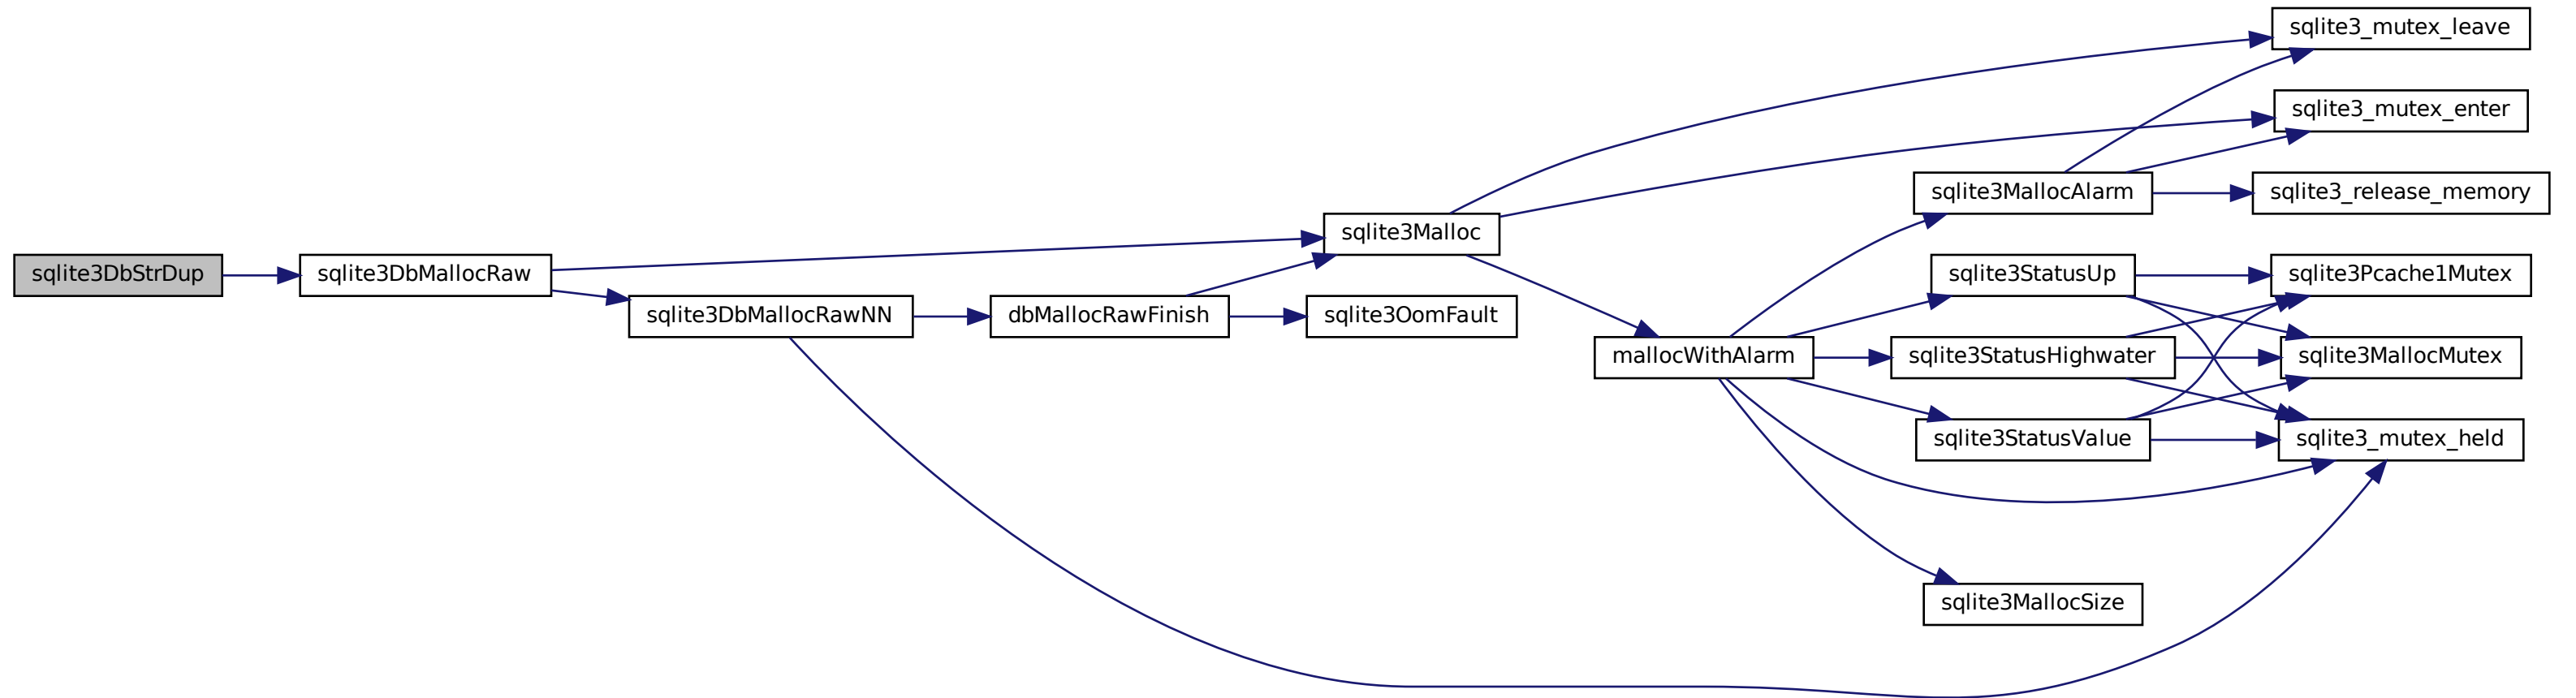 sqlite3DbStrDup
sqlite3DbMallocRaw
sqlite3DbMallocRawNN
dbMallocRawFinish
sqlite3Malloc
sqlite3OomFault
mallocWithAlarm
sqlite3MallocAlarm
sqlite3StatusUp
sqlite3StatusHighwater
sqlite3StatusValue
sqlite3MallocSize
sqlite3_mutex_leave
sqlite3_mutex_enter
sqlite3_release_memory
sqlite3Pcache1Mutex
sqlite3MallocMutex
sqlite3_mutex_held